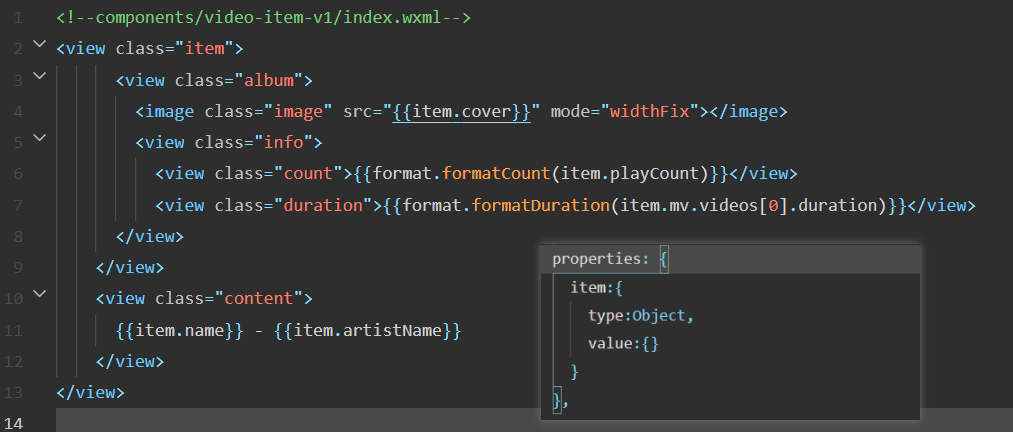 1 <!--components/video-item-v1/index.wxml-->
2 <view class="item">
3 <view class="album">
4 <image class="image" src="{{item.cover}}" mode="widthFix"></image>
5 <view class="info">
6 <view class="count">{{format.formatCount(item.playCount)}}</view>
7 <view class="duration">{{format.formatDuration(item.mv.videos[0].duration)}}</view>
8 </view>
9 </view>
10 <view class="content">
11 {{item.name}} - {{item.artistName}}
12 </view>
13 </view>
14
properties: {
item:{
type:Object,
value:{}
}
},